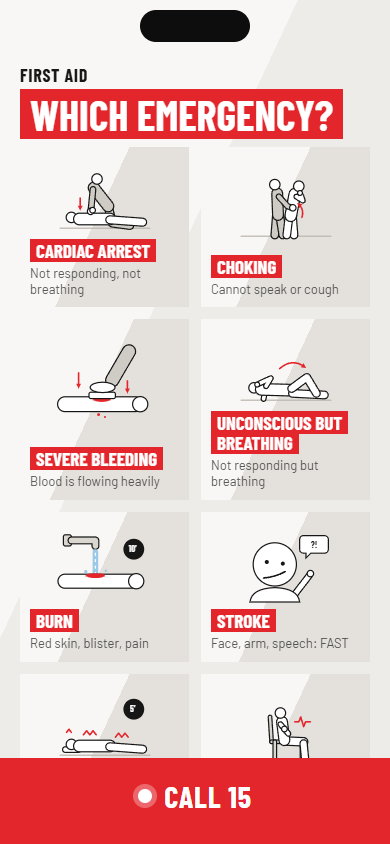 FIRST AID
WHICH EMERGENCY?
CARDIAC ARREST
Not responding, not
breathing
CHOKING
Cannot speak or cough
SEVERE BLEEDING
Blood is flowing heavily
UNCONSCIOUS BUT
BREATHING
Not responding but
breathing
10'
BURN
Red skin, blister, pain
?!
STROKE
Face, arm, speech: FAST
5'
CALL 15